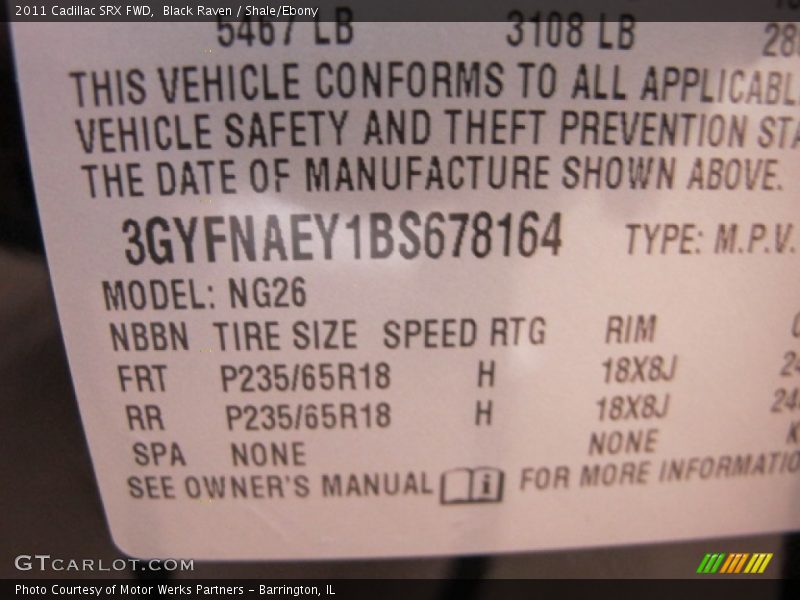 2011 Cadillac SRX FWD, Black Raven / Shale/Ebony
5467 LB 3108 LB
THIS VEHICLE CONFORMS TO ALL
VEHICLE SAFETY AND THEFT PREVENTION
THE DATE OF MANUFACTURE SHOWN ABOVE.
3GYFNAEY1BS678164 TYPE: M.P.V.
MODEL: NG26
NBBN TIRE SIZE SPEED RTG RIM
FRT P235/65R18 H 18X8J
RR P235/65R18 H 18X8J
SPA NONE NONE
SEE OWNER'S MANUAL i FOR MORE
GTCARLOT.COM
Photo Courtesy of Motor Werks Partners - Barrington, IL